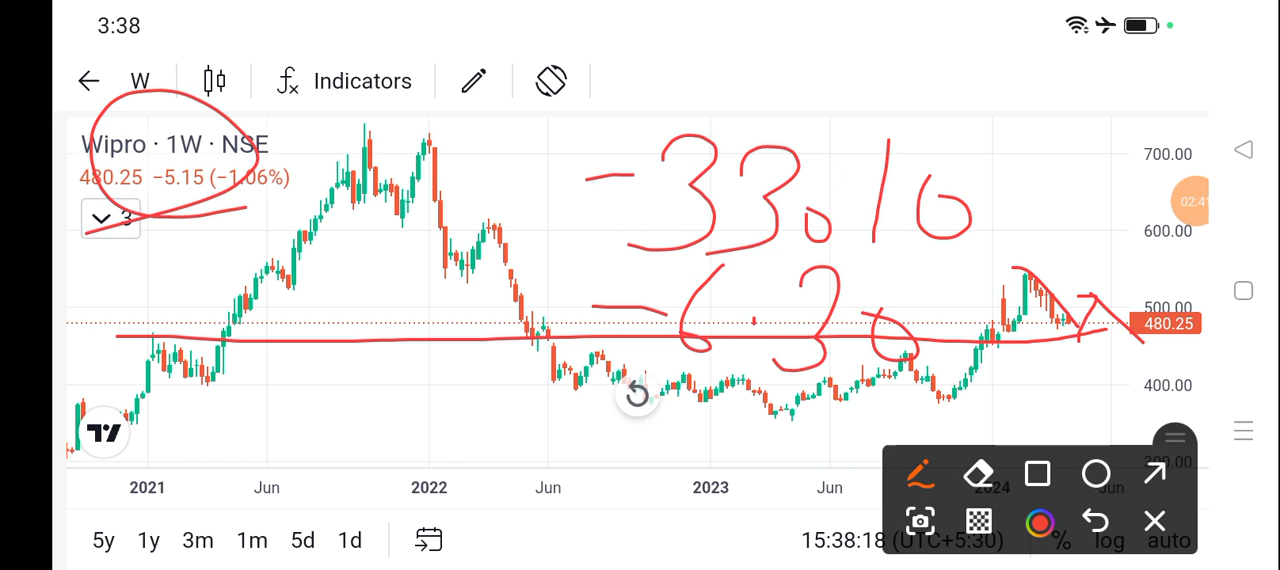 3:38
W Indicators
Wipro · 1W · NSE
480.25 −5.15 (−1.06%)
3
-33.16
-6.30
700.00
02:41
600.00
500.00
480.25
400.00
300.00
2021 Jun 2022 Jun 2023 Jun 2024 Jun
5y 1y 3m 1m 5d 1d 15:38:18 (UTC+5:30) % log auto